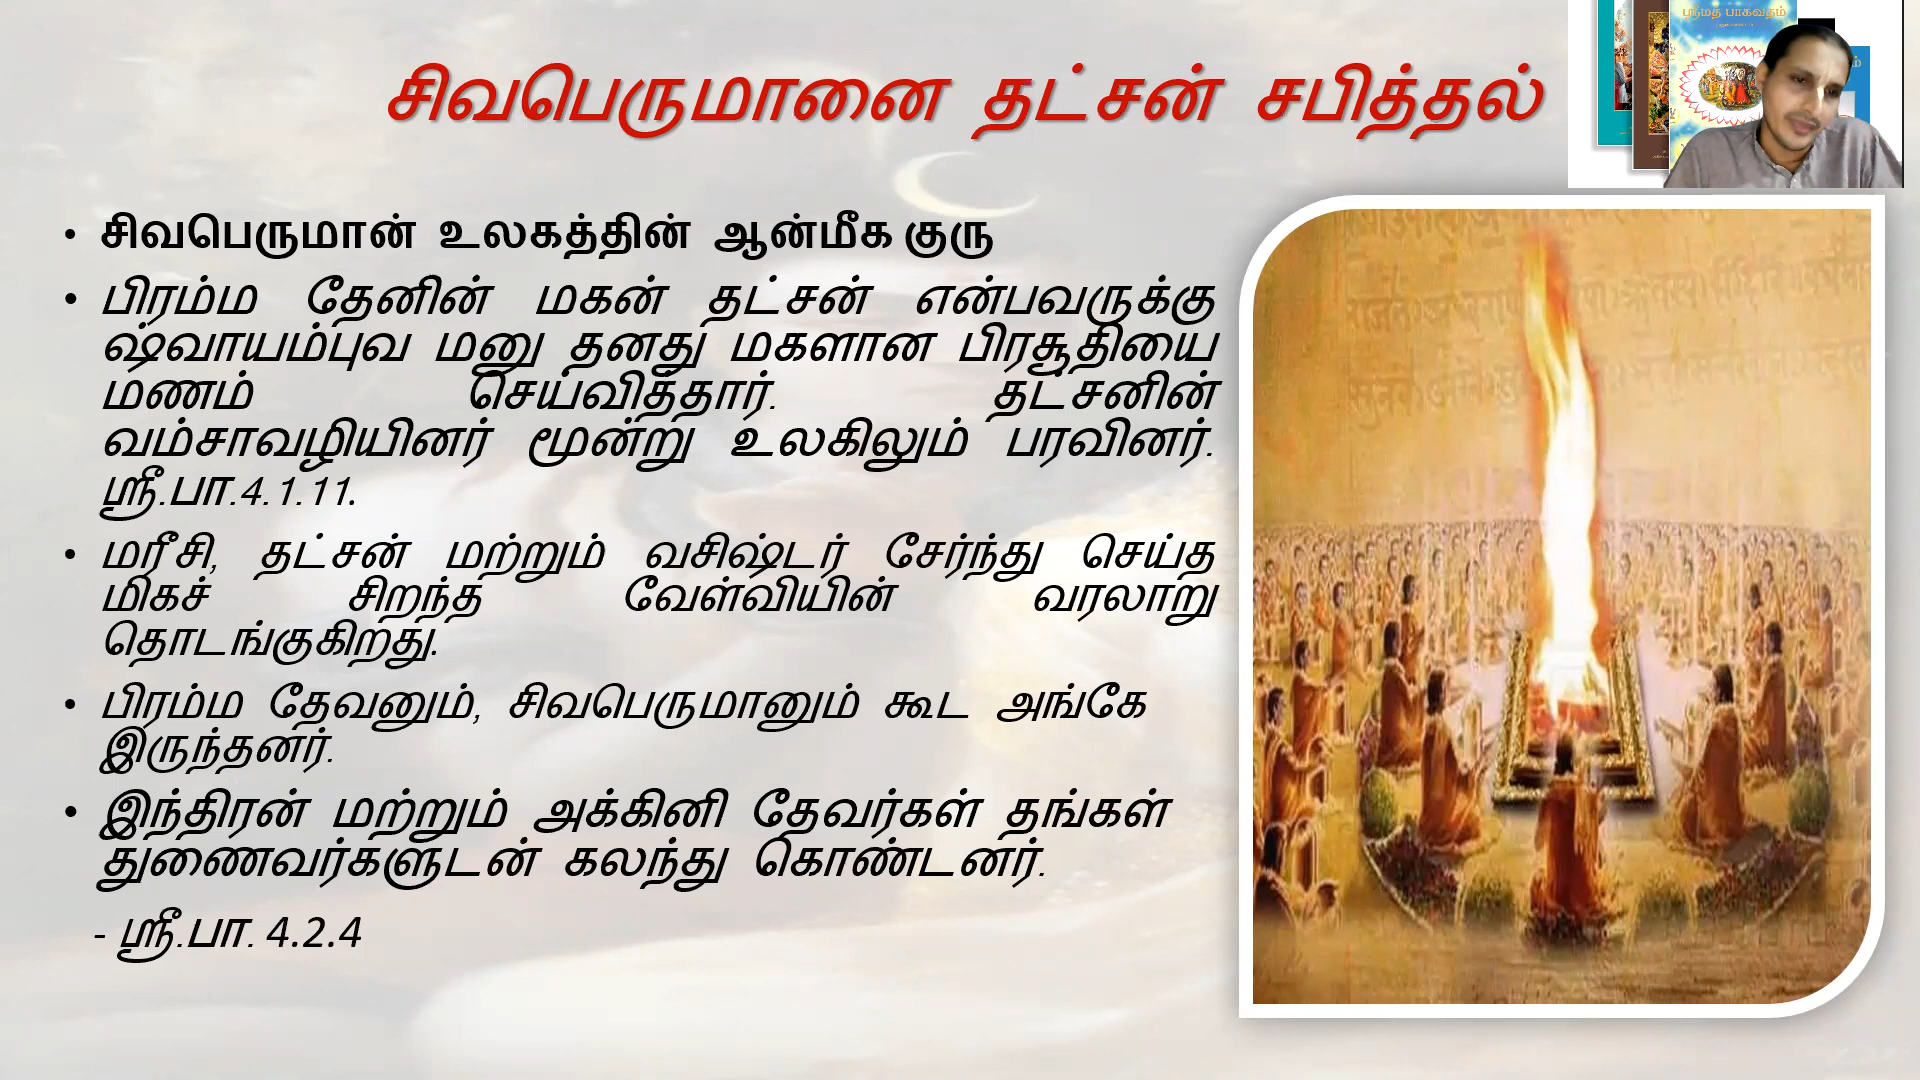 சிவபெருமானை தட்சன் சபித்தல்
ஸ்ரீமத் பாகவதம்
• சிவபெருமான் உலகத்தின் ஆன்மீக குரு
• பிரம்ம தேனின் மகன் தட்சன் என்பவருக்கு
ஷ்வாயம்புவ மனு தனது மகளான பிரசூதியை
மணம் செய்வித்தார். தட்சனின்
வம்சாவழியினர் மூன்று உலகிலும் பரவினர்.
ஸ்ரீ.பா.4.1.11.
• மரீசி, தட்சன் மற்றும் வசிஷ்டர் சேர்ந்து செய்த
மிகச் சிறந்த வேள்வியின் வரலாறு
தொடங்குகிறது.
• பிரம்ம தேவனும், சிவபெருமானும் கூட அங்கே
இருந்தனர்.
• இந்திரன் மற்றும் அக்கினி தேவர்கள் தங்கள்
துணைவர்களுடன் கலந்து கொண்டனர்.
- ஸ்ரீ.பா. 4.2.4